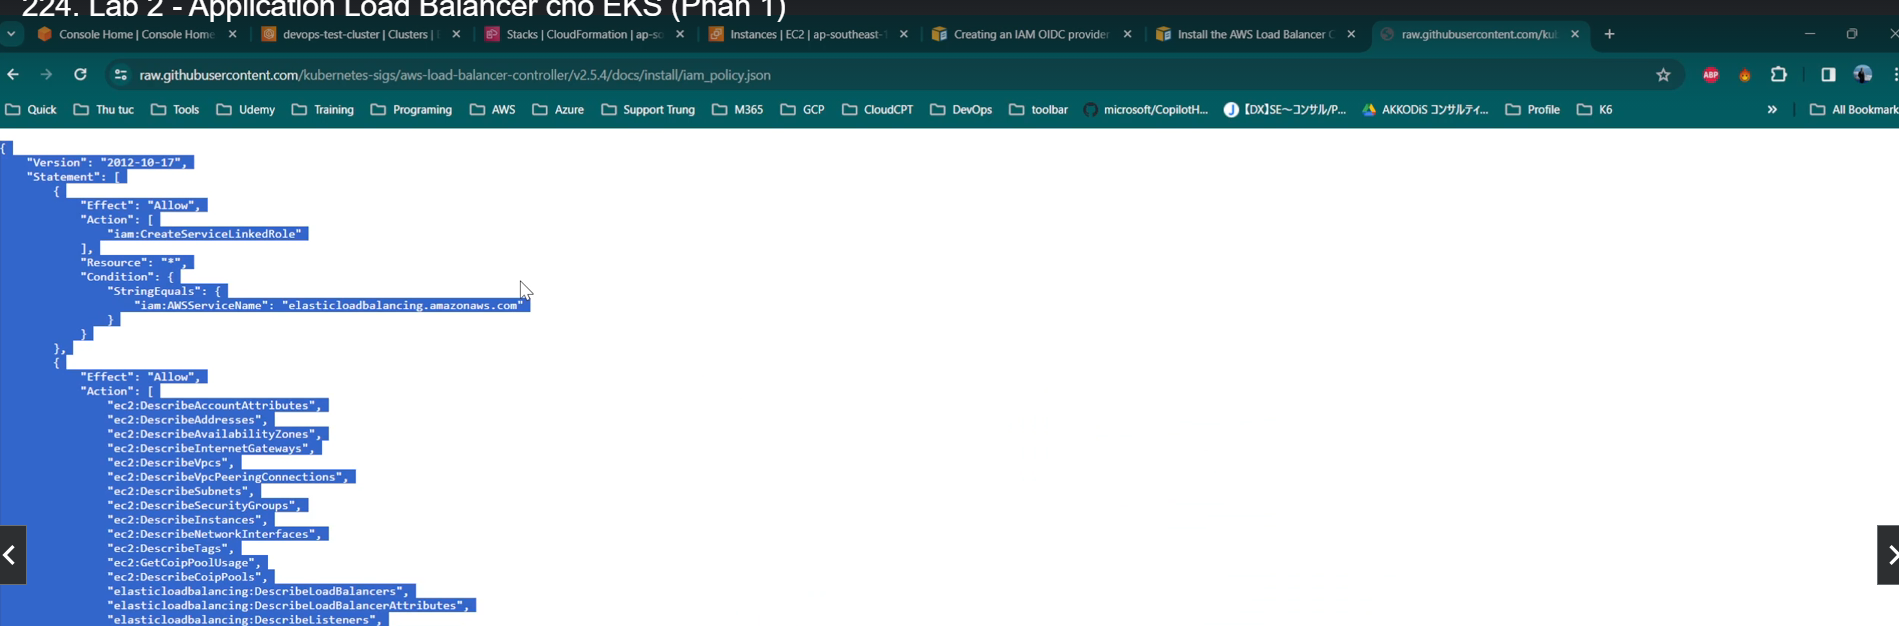 224. Lab 2 - Application Load Balancer cho EKS (Phần 1)
Console Home | Console Home
devops-test-cluster | Clusters |
Stacks | CloudFormation | ap-so
Instances | EC2 | ap-southeast-1
Creating an IAM OIDC provider
Install the AWS Load Balancer C
raw.githubusercontent.com/kub
raw.githubusercontent.com/kubernetes-sigs/aws-load-balancer-controller/v2.5.4/docs/install/iam_policy.json
ABP
Quick
Thu tuc
Tools
Udemy
Training
Programing
AWS
Azure
Support Trung
M365
GCP
CloudCPT
DevOps
toolbar
microsoft/CopilotH...
【DX】SE～コンサル/P...
AKKODiS コンサルティ...
Profile
K6
»
All Bookmark
{
"Version": "2012-10-17",
"Statement": [
{
"Effect": "Allow",
"Action": [
"iam:CreateServiceLinkedRole"
],
"Resource": "*",
"Condition": {
"StringEquals": {
"iam:AWSServiceName": "elasticloadbalancing.amazonaws.com"
}
}
},
{
"Effect": "Allow",
"Action": [
"ec2:DescribeAccountAttributes",
"ec2:DescribeAddresses",
"ec2:DescribeAvailabilityZones",
"ec2:DescribeInternetGateways",
"ec2:DescribeVpcs",
"ec2:DescribeVpcPeeringConnections",
"ec2:DescribeSubnets",
"ec2:DescribeSecurityGroups",
"ec2:DescribeInstances",
"ec2:DescribeNetworkInterfaces",
"ec2:DescribeTags",
"ec2:GetCoipPoolUsage",
"ec2:DescribeCoipPools",
"elasticloadbalancing:DescribeLoadBalancers",
"elasticloadbalancing:DescribeLoadBalancerAttributes",
"elasticloadbalancing:DescribeListeners",